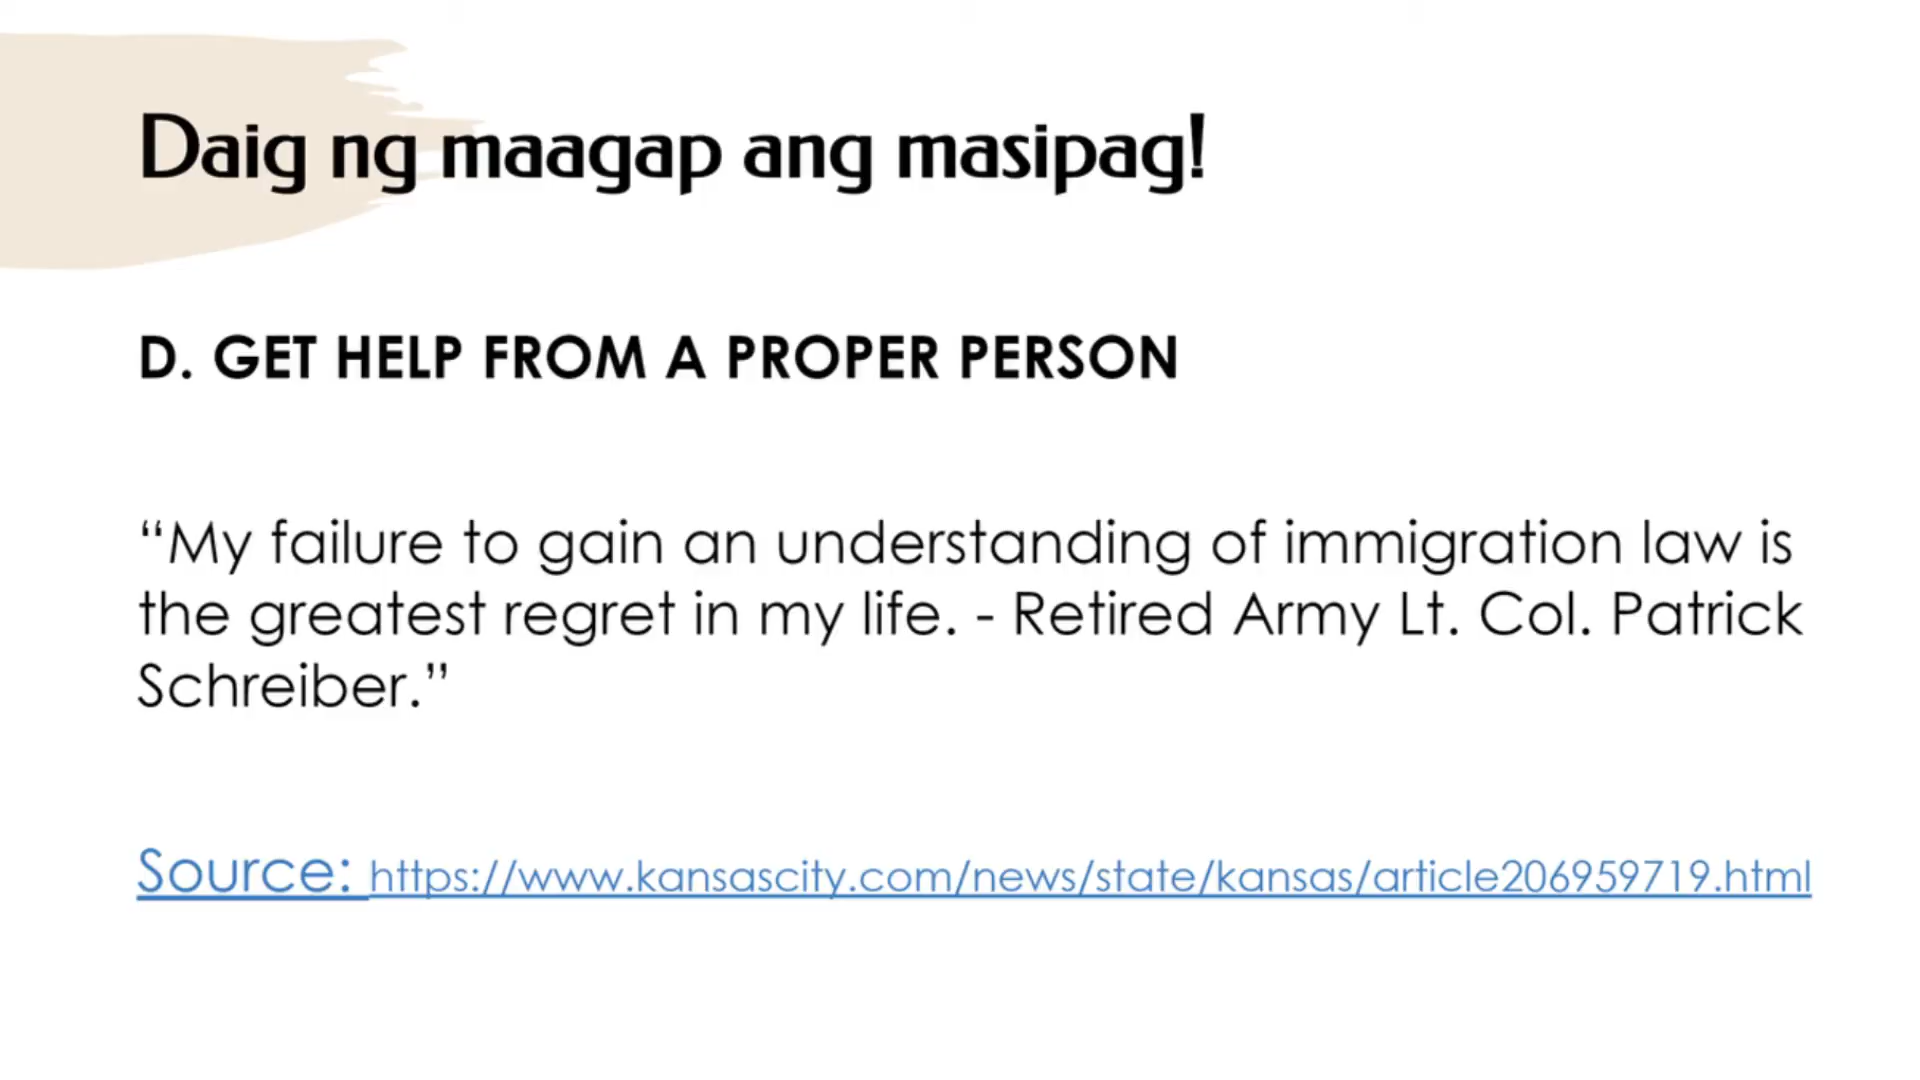 Daig ng maagap ang masipag!
D. GET HELP FROM A PROPER PERSON
“My failure to gain an understanding of immigration law is
the greatest regret in my life. - Retired Army Lt. Col. Patrick
Schreiber.”
Source: https://www.kansascity.com/news/state/kansas/article206959719.html